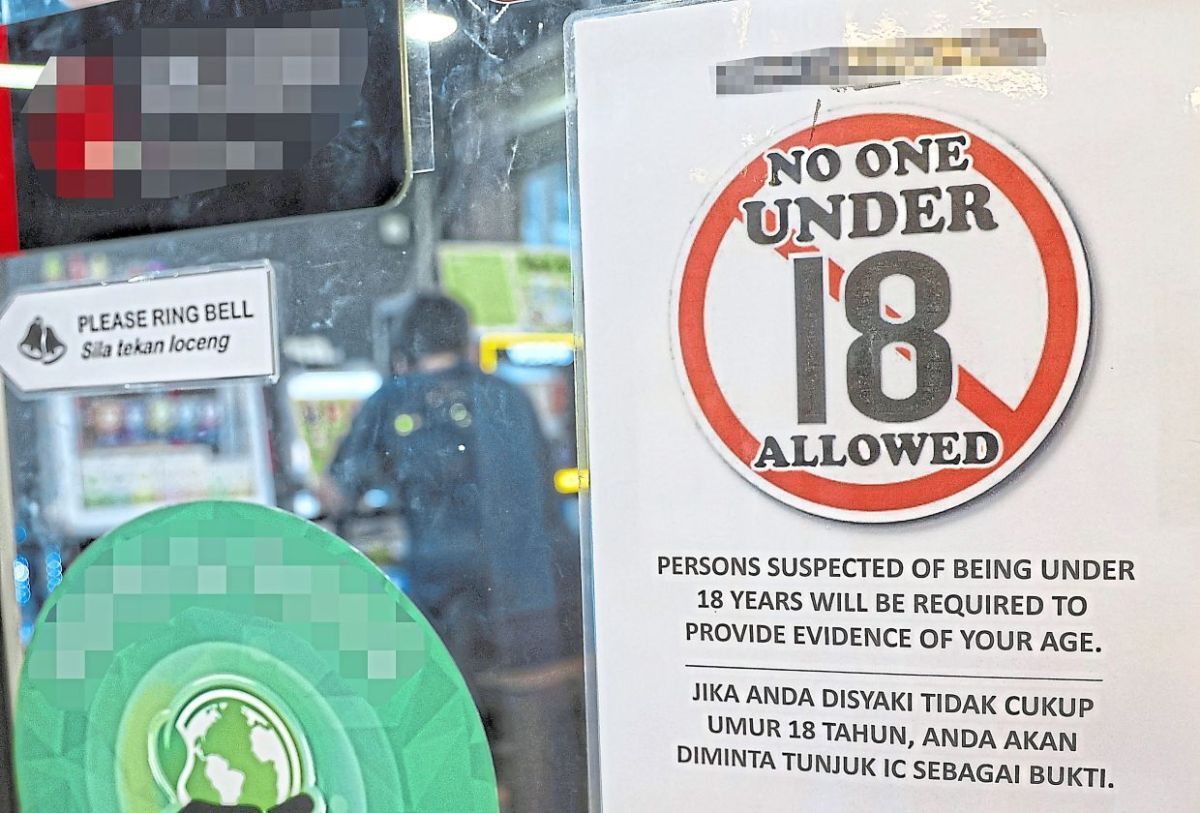 PLEASE RING BELL
Sila tekan loceng
NO ONE
UNDER
18
ALLOWED
PERSONS SUSPECTED OF BEING UNDER
18 YEARS WILL BE REQUIRED TO
PROVIDE EVIDENCE OF YOUR AGE.
JIKA ANDA DISYAKI TIDAK CUKUP
UMUR 18 TAHUN, ANDA AKAN
DIMINTA TUNJUK IC SEBAGAI BUKTI.